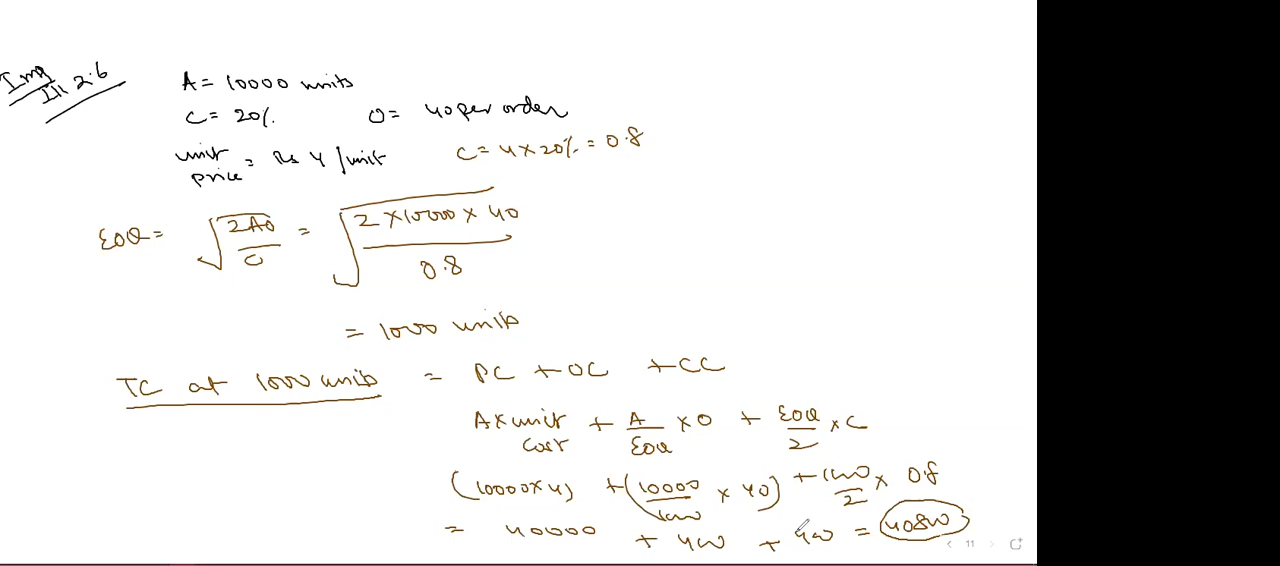 Imp
Ill 2.6
A = 10000 units
C = 20%. O = 40 per order
unit price = Rs 4 /unit C = 4 × 20% = 0.8
EOQ = √(2AO / C) = √(2 × 10000 × 40 / 0.8)
= 1000 units
TC at 1000 units = PC + OC + CC
A × unit cost + A/EOQ × O + EOQ/2 × C
(10000 × 4) + (10000/1000 × 40) + 1000/2 × 0.8
= 40000 + 400 + 400 = 40800
< 11 >